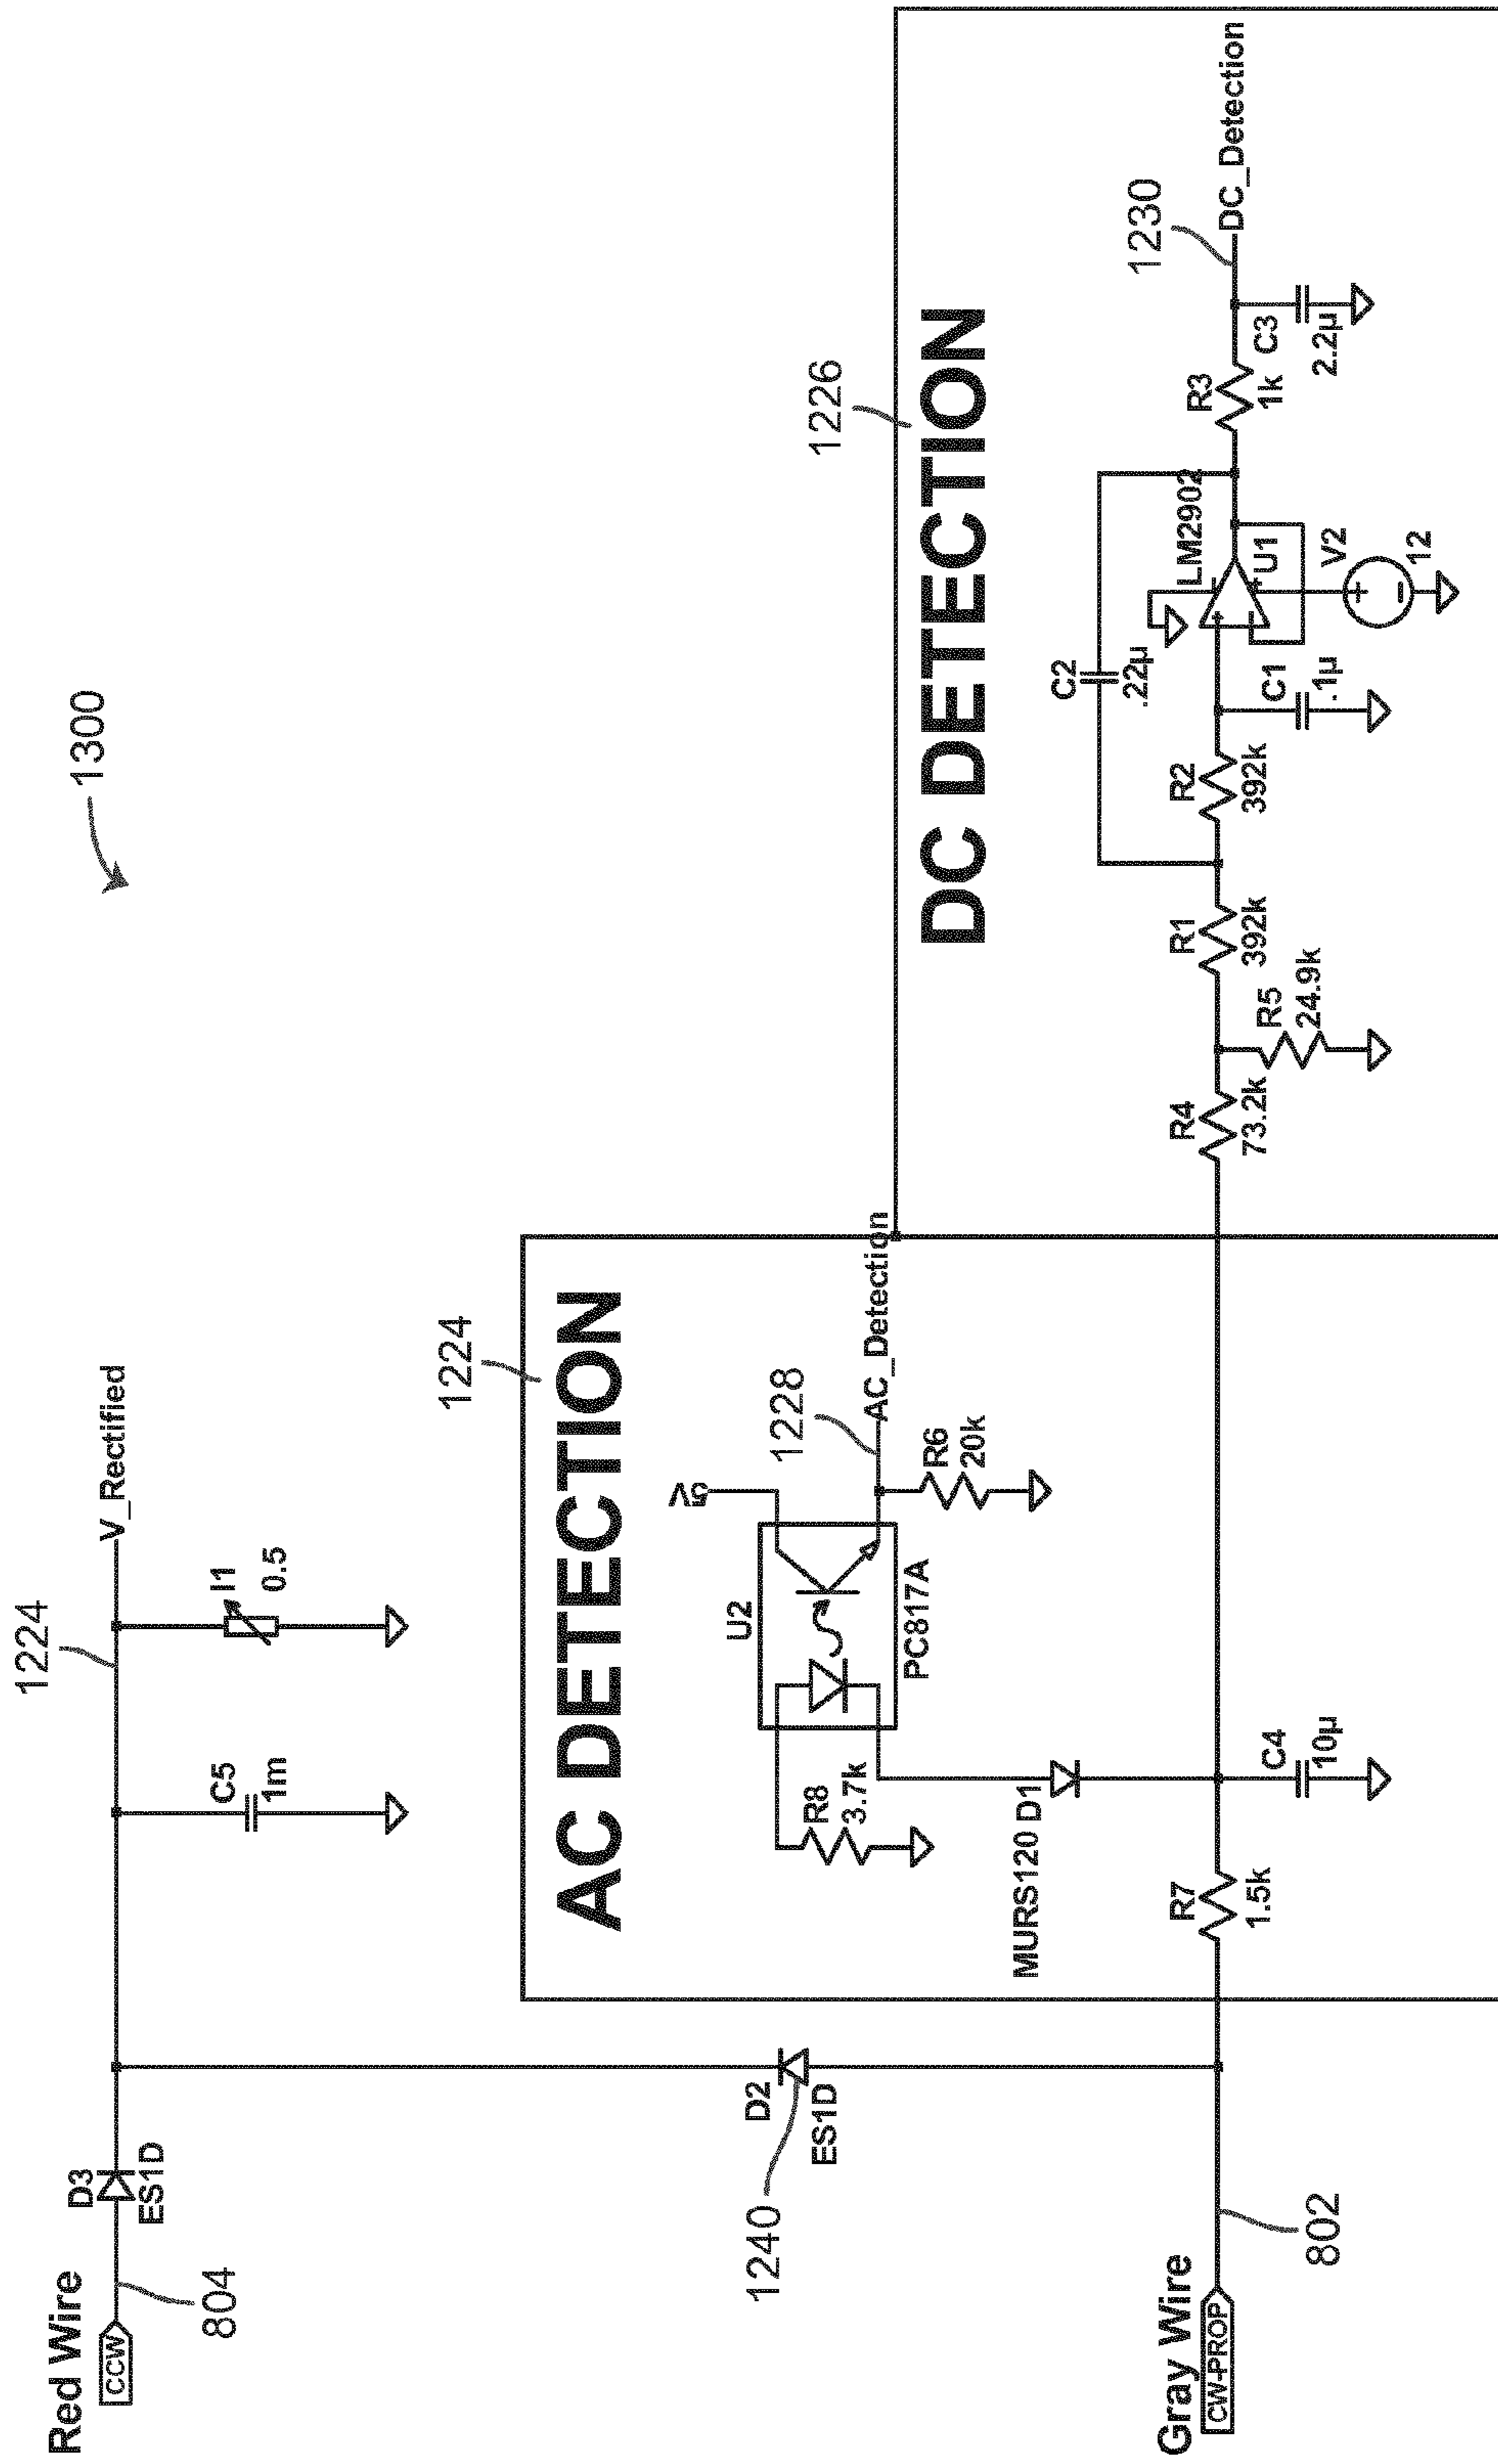 1300
Red Wire
CCW
804
D3
ES1D
1224
V_Rectified
C5
1m
I1
0.5
D2
ES1D
1240
1224
AC DETECTION
5V
U2
PC817A
R8
3.7k
1228
AC_Detection
R6
20k
MURS120 D1
Gray Wire
CW-PROP
802
R7
1.5k
C4
10µ
1226
DC DETECTION
R4
73.2k
R5
24.9k
R1
392k
R2
392k
C2
.22µ
C1
.1µ
LM2902
U1
V2
12
R3
1k
C3
2.2µ
1230
DC_Detection